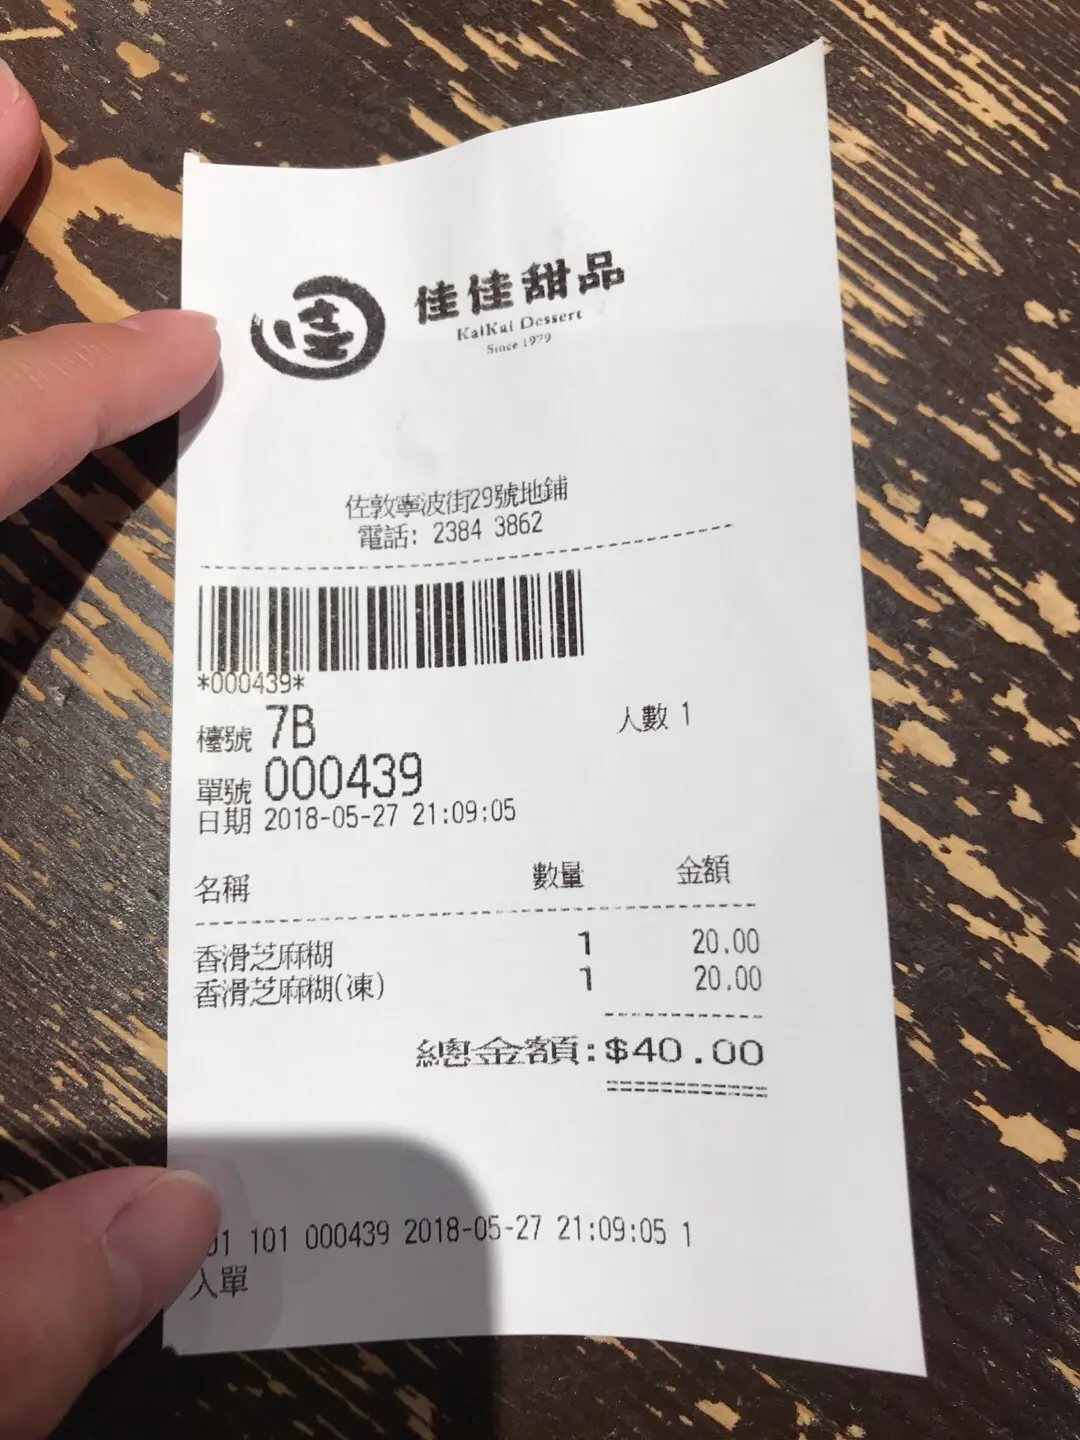 佳佳甜品
KaiKai Dessert
Since 1979
佐敦寧波街29號地鋪
電話: 2384 3862
*000439*
檯號 7B 人數 1
單號 000439
日期 2018-05-27 21:09:05
名稱 數量 金額
香滑芝麻糊 1 20.00
香滑芝麻糊(凍) 1 20.00
總金額:$40.00
01 101 000439 2018-05-27 21:09:05 1
入單